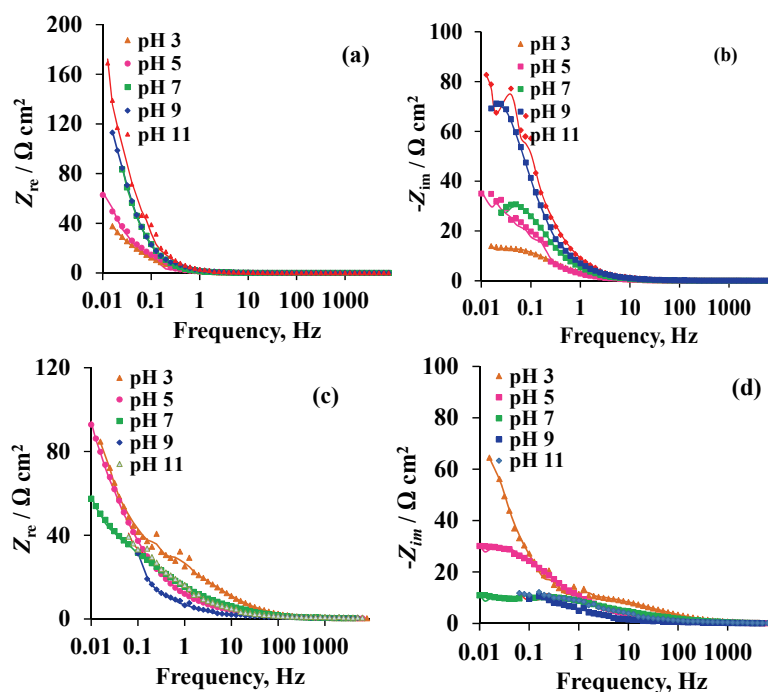 200
160
120
80
40
0
0.01 0.1 1 10 100 1000
Frequency, Hz
Z_re / Ω cm²
pH 3
pH 5
pH 7
pH 9
pH 11
(a)
100
80
60
40
20
0
0.01 0.1 1 10 100 1000
Frequency, Hz
-Z_im / Ω cm²
pH 3
pH 5
pH 7
pH 9
pH 11
(b)
120
80
40
0
0.01 0.1 1 10 100 1000
Frequency, Hz
Z_re / Ω cm²
pH 3
pH 5
pH 7
pH 9
pH 11
(c)
100
80
60
40
20
0
0.01 0.1 1 10 100 1000
Frequency, Hz
-Z_im / Ω cm²
pH 3
pH 5
pH 7
pH 9
pH 11
(d)